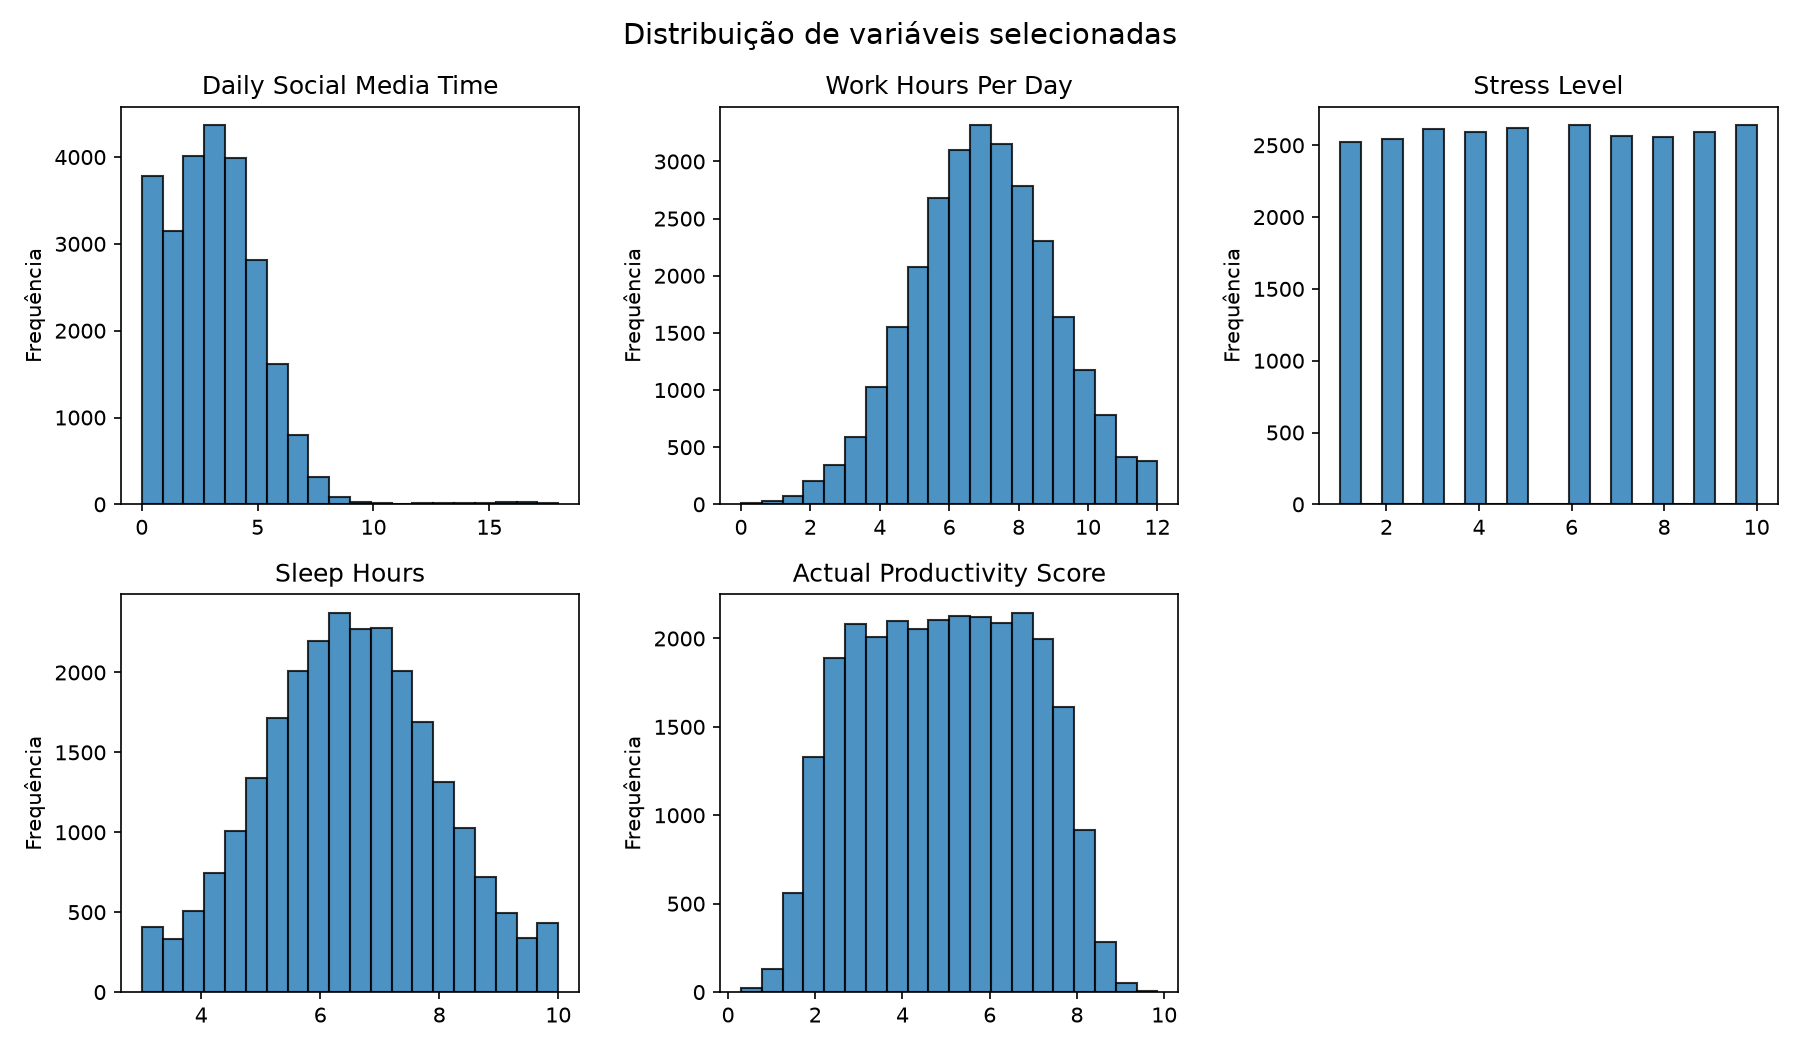 Distribuição de variáveis selecionadas
Daily Social Media Time
Frequência
4000
3000
2000
1000
0
0 5 10 15
Work Hours Per Day
Frequência
3000
2500
2000
1500
1000
500
0
0 2 4 6 8 10 12
Stress Level
Frequência
2500
2000
1500
1000
500
0
2 4 6 8 10
Sleep Hours
Frequência
2000
1500
1000
500
0
4 6 8 10
Actual Productivity Score
Frequência
2000
1500
1000
500
0
0 2 4 6 8 10